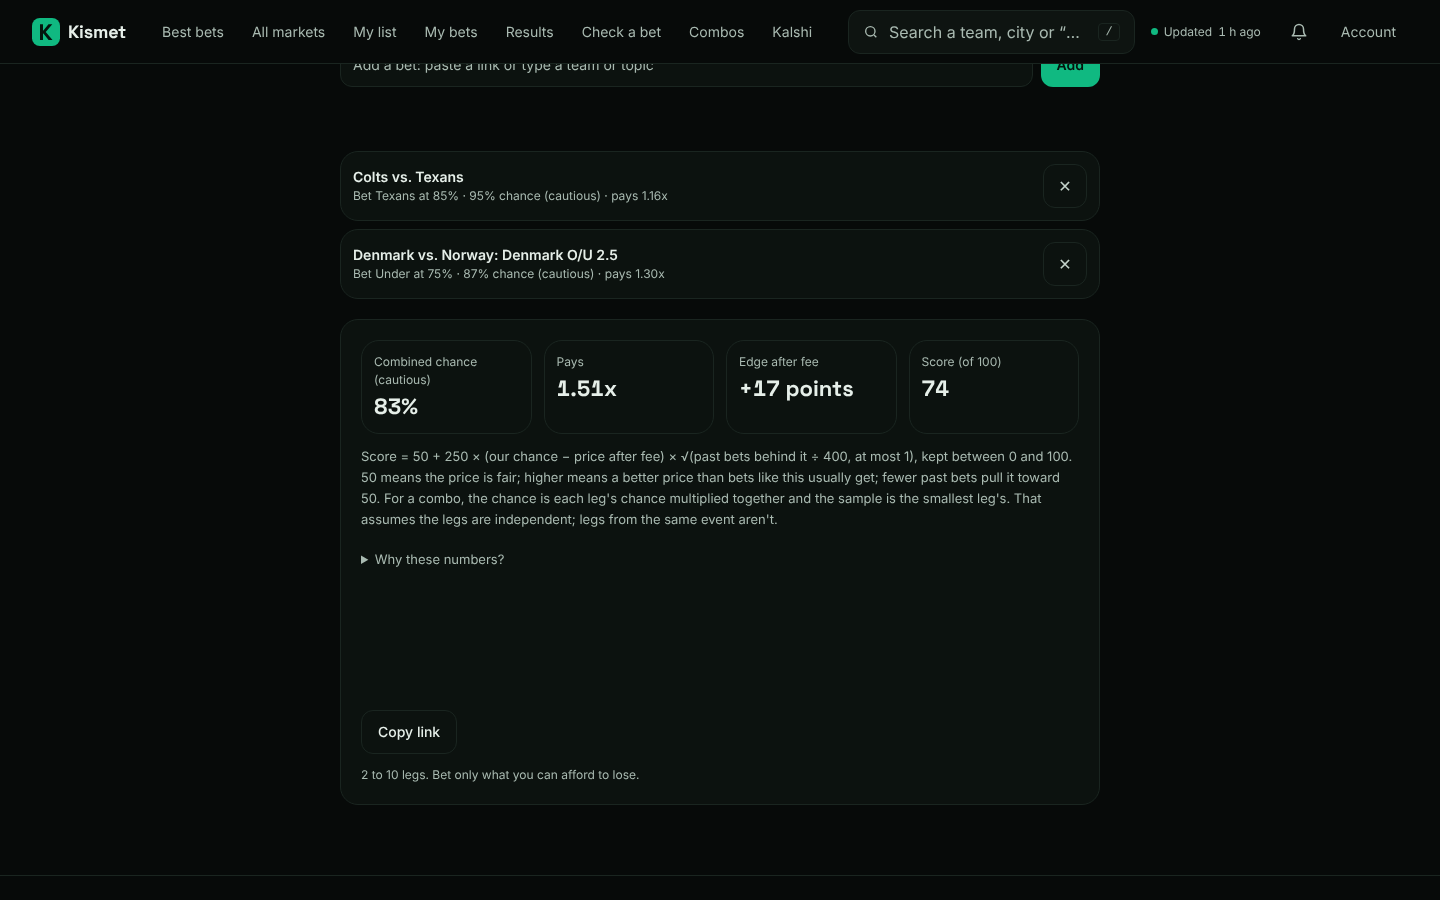 Kismet
Best bets
All markets
My list
My bets
Results
Check a bet
Combos
Kalshi
Search a team, city or “...
/
Updated 1 h ago
Account
Add a bet: paste a link or type a team or topic
Add
Colts vs. Texans
Bet Texans at 85% · 95% chance (cautious) · pays 1.16x
Denmark vs. Norway: Denmark O/U 2.5
Bet Under at 75% · 87% chance (cautious) · pays 1.30x
Combined chance
(cautious)
83%
Pays
1.51x
Edge after fee
+17 points
Score (of 100)
74
Score = 50 + 250 × (our chance − price after fee) × √(past bets behind it ÷ 400, at most 1), kept between 0 and 100.
50 means the price is fair; higher means a better price than bets like this usually get; fewer past bets pull it toward
50. For a combo, the chance is each leg's chance multiplied together and the sample is the smallest leg's. That
assumes the legs are independent; legs from the same event aren't.
Why these numbers?
Copy link
2 to 10 legs. Bet only what you can afford to lose.